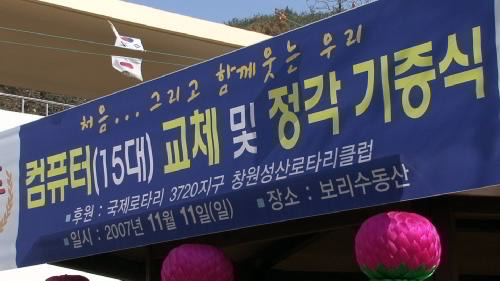 처음... 그리고 함께웃는 우리
컴퓨터(15대) 교체 및 정각 기증식
■후원 : 국제로타리 3720지구 창원성산로타리클럽
■일시 : 2007년 11월 11일(일) ■장소 : 보리수동산